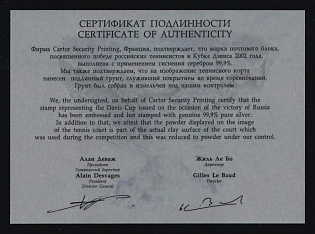 СЕРТИФИКАТ ПОДЛИННОСТИ
CERTIFICATE OF AUTHENTICITY
Фирма Cartor Security Printing, Франция, подтверждает, что марка почтового блока,
посвященного победе российских теннисистов в Кубке Дэвиса 2002 года,
выполнена с применением тиснения серебром 99,9%.
Мы также подтверждаем, что на изображение теннисного корта
нанесен подлинный грунт, служивший покрытием во время соревнования.
Грунт был собран и измельчен под нашим контролем.
We, the undersigned, on behalf of Cartor Security Printing certify that the
stamp representing the Davis Cup issued on the occasion of the victory of Russia
has been embossed and hot stamped with genuine 99,9% pure silver.
In addition to that, we attest that the powder displayed on the image
of the tennis court is part of the actual clay surface of the court which
was used during the competition and this was reduced to powder under our control.
Алан Деваж
Президент
Генеральный директор
Alain Desvages
President
Director General
Жиль Ле Бо
Директор
Gilles Le Baud
Director